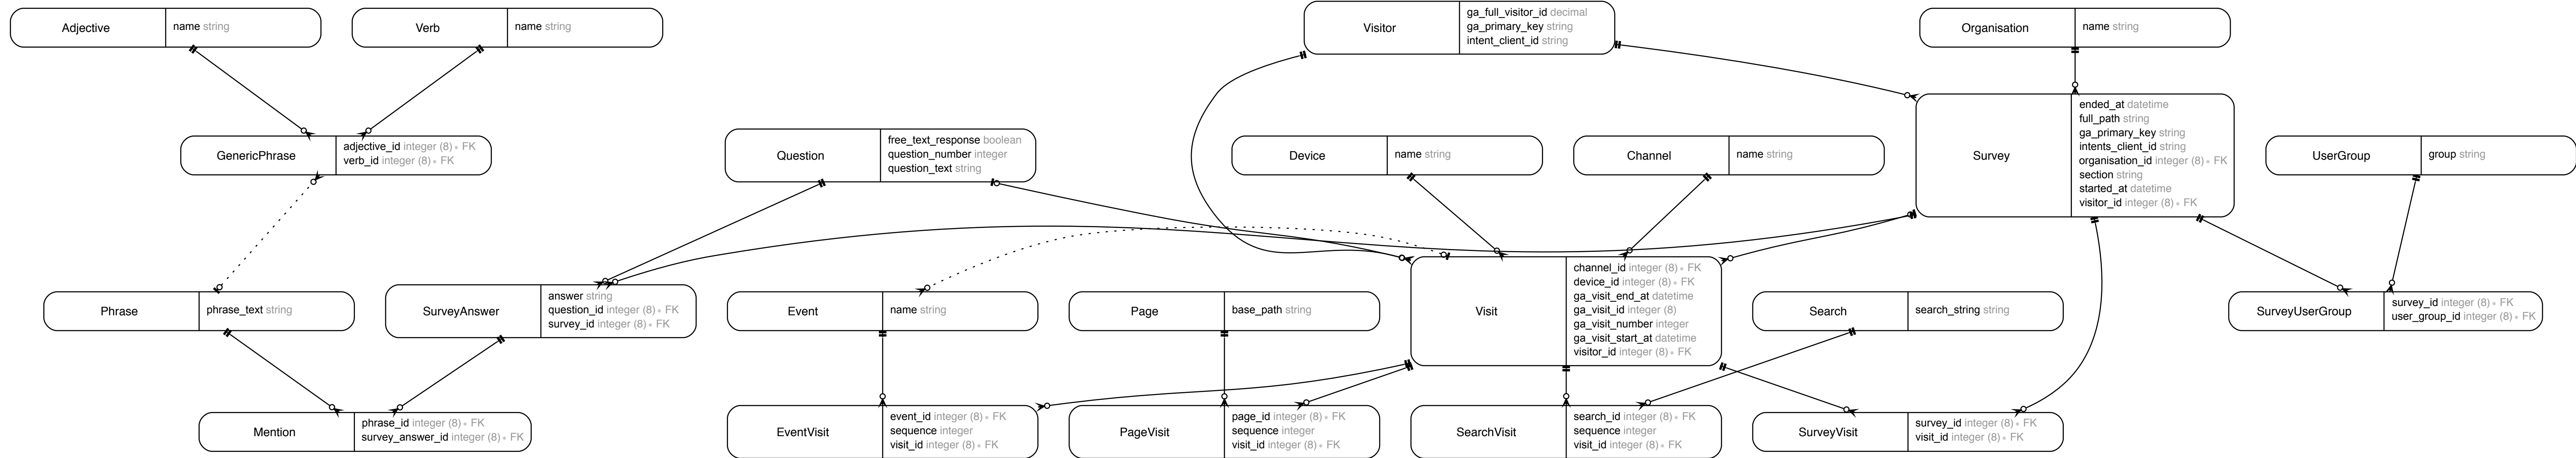 Adjective
name string
Verb
name string
Visitor
ga_full_visitor_id decimal
ga_primary_key string
intent_client_id string
Organisation
name string
GenericPhrase
adjective_id integer (8) ∗ FK
verb_id integer (8) ∗ FK
Question
free_text_response boolean
question_number integer
question_text string
Device
name string
Channel
name string
Survey
ended_at datetime
full_path string
ga_primary_key string
intents_client_id string
organisation_id integer (8) ∗ FK
section string
started_at datetime
visitor_id integer (8) ∗ FK
UserGroup
group string
Phrase
phrase_text string
SurveyAnswer
answer string
question_id integer (8) ∗ FK
survey_id integer (8) ∗ FK
Event
name string
Page
base_path string
Visit
channel_id integer (8) ∗ FK
device_id integer (8) ∗ FK
ga_visit_end_at datetime
ga_visit_id integer (8)
ga_visit_number integer
ga_visit_start_at datetime
visitor_id integer (8) ∗ FK
Search
search_string string
SurveyUserGroup
survey_id integer (8) ∗ FK
user_group_id integer (8) ∗ FK
Mention
phrase_id integer (8) ∗ FK
survey_answer_id integer (8) ∗ FK
EventVisit
event_id integer (8) ∗ FK
sequence integer
visit_id integer (8) ∗ FK
PageVisit
page_id integer (8) ∗ FK
sequence integer
visit_id integer (8) ∗ FK
SearchVisit
search_id integer (8) ∗ FK
sequence integer
visit_id integer (8) ∗ FK
SurveyVisit
survey_id integer (8) ∗ FK
visit_id integer (8) ∗ FK